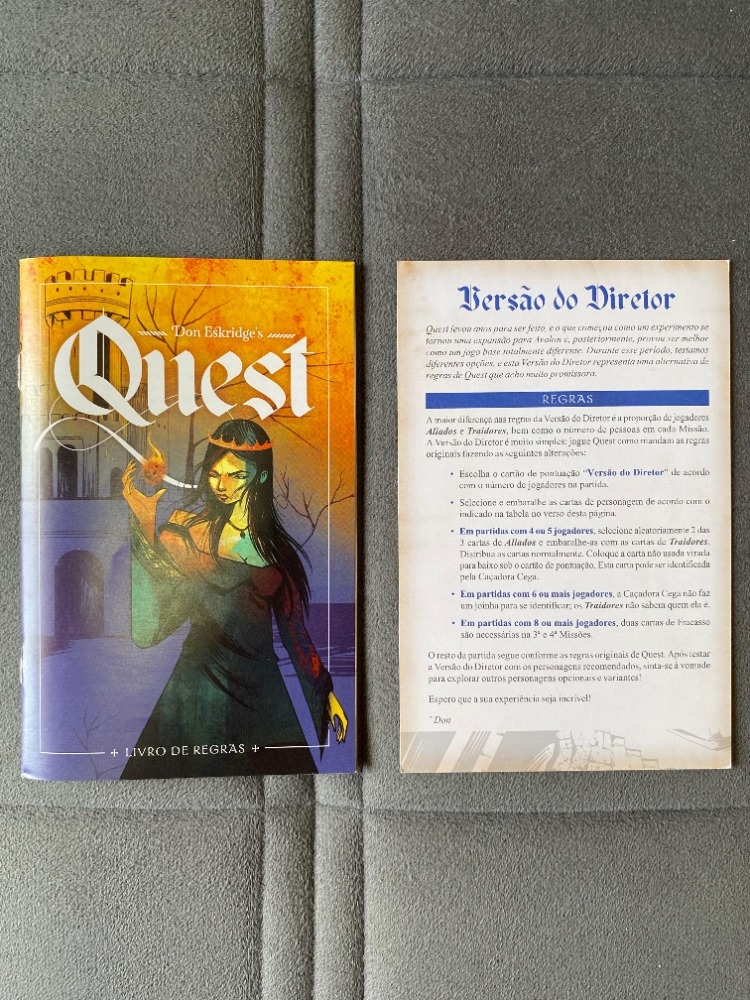 Don Eskridge's
Quest
+ LIVRO DE REGRAS +
Versão do Diretor
Quest levou anos para ser feito, e o que começou como um experimento se
tornou uma expansão para Avalon e, posteriormente, provou ser melhor
como um jogo base totalmente diferente. Durante esse período, testamos
diferentes opções, e esta Versão do Diretor representa uma alternativa de
regras de Quest que acho muito promissora.
REGRAS
A maior diferença nas regras da Versão do Diretor é a proporção de jogadores
Aliados e Traidores, bem como o número de pessoas em cada Missão.
A Versão do Diretor é muito simples: jogue Quest como mandam as regras
originais fazendo as seguintes alterações:
• Escolha o cartão de pontuação "Versão do Diretor" de acordo
com o número de jogadores na partida.
• Selecione e embaralhe as cartas de personagem de acordo com o
indicado na tabela no verso desta página.
• Em partidas com 4 ou 5 jogadores, selecione aleatoriamente 2 das
3 cartas de Aliados e embaralhe-as com as cartas de Traidores.
Distribua as cartas normalmente. Coloque a carta não usada virada
para baixo sob o cartão de pontuação. Esta carta pode ser identificada
pela Caçadora Cega.
• Em partidas com 6 ou mais jogadores, a Caçadora Cega não faz
um joinha para se identificar; os Traidores não sabem quem ela é.
• Em partidas com 8 ou mais jogadores, duas cartas de Fracasso
são necessárias na 3ª e 4ª Missões.
O resto da partida segue conforme as regras originais de Quest. Após testar
a Versão do Diretor com os personagens recomendados, sinta-se à vontade
para explorar outros personagens opcionais e variantes!
Espero que a sua experiência seja incrível!
~ Don